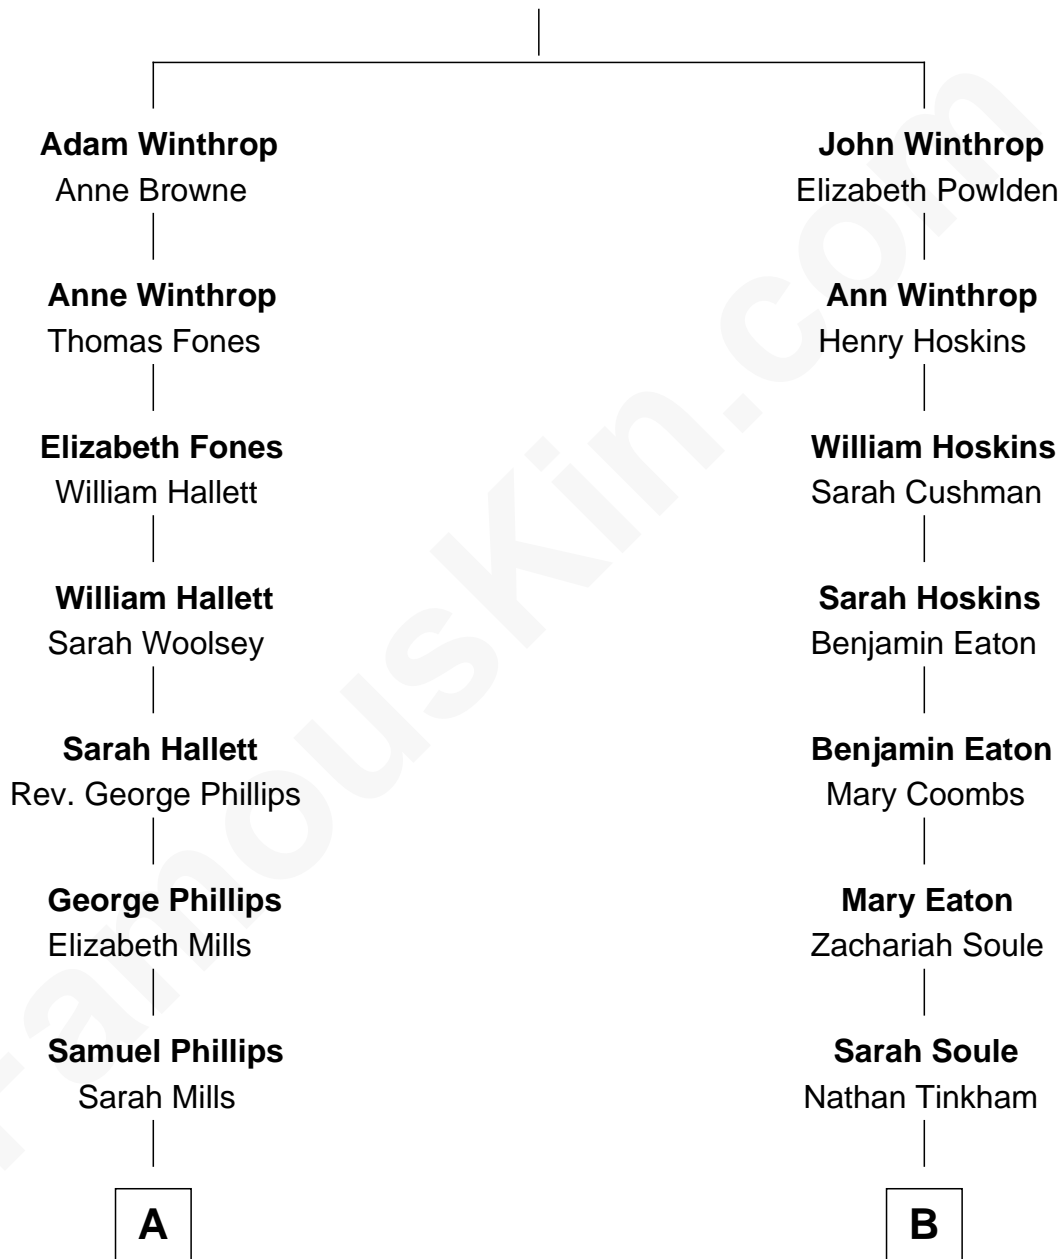 Adam Winthrop
Anne Browne
Anne Winthrop
Thomas Fones
Elizabeth Fones
William Hallett
William Hallett
Sarah Woolsey
Sarah Hallett
Rev. George Phillips
George Phillips
Elizabeth Mills
Samuel Phillips
Sarah Mills
A
John Winthrop
Elizabeth Powlden
Ann Winthrop
Henry Hoskins
William Hoskins
Sarah Cushman
Sarah Hoskins
Benjamin Eaton
Benjamin Eaton
Mary Coombs
Mary Eaton
Zachariah Soule
Sarah Soule
Nathan Tinkham
B
FamousKin.com